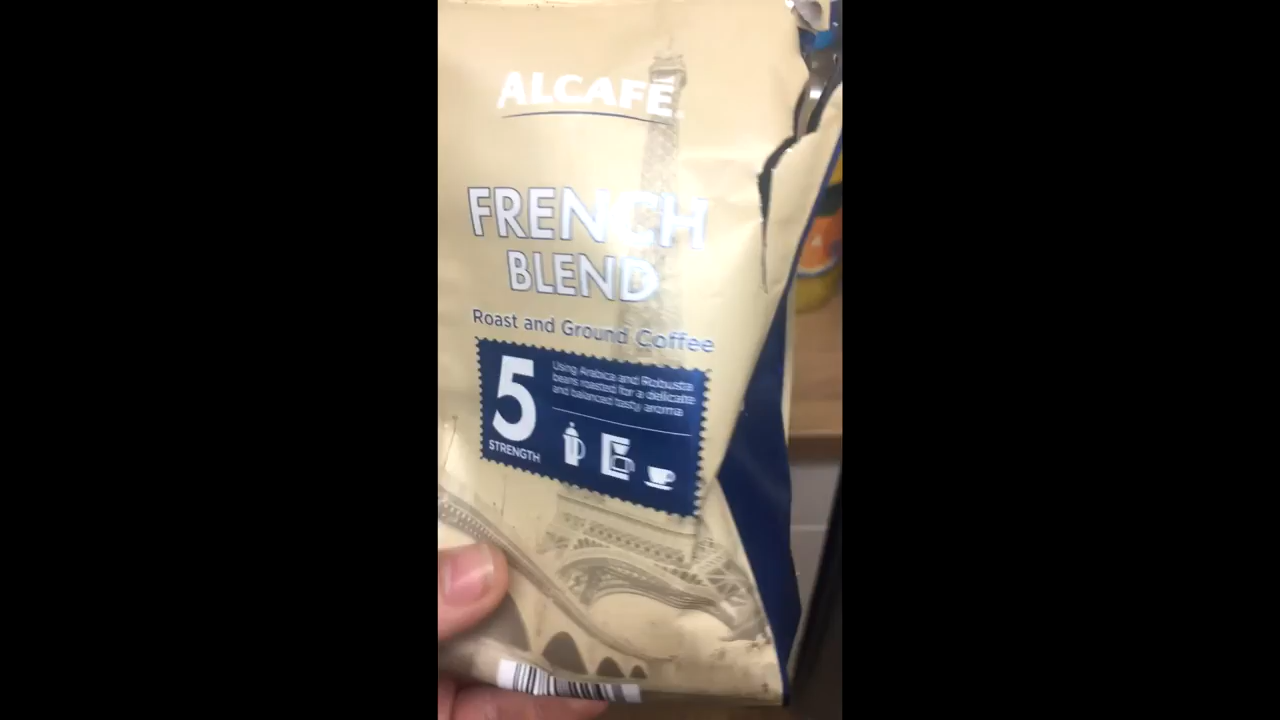 ALCAFÉ
FRENCH
BLEND
Roast and Ground Coffee
5
STRENGTH
Using Arabica and Robusta
beans roasted for a delicate
and balanced tasty aroma